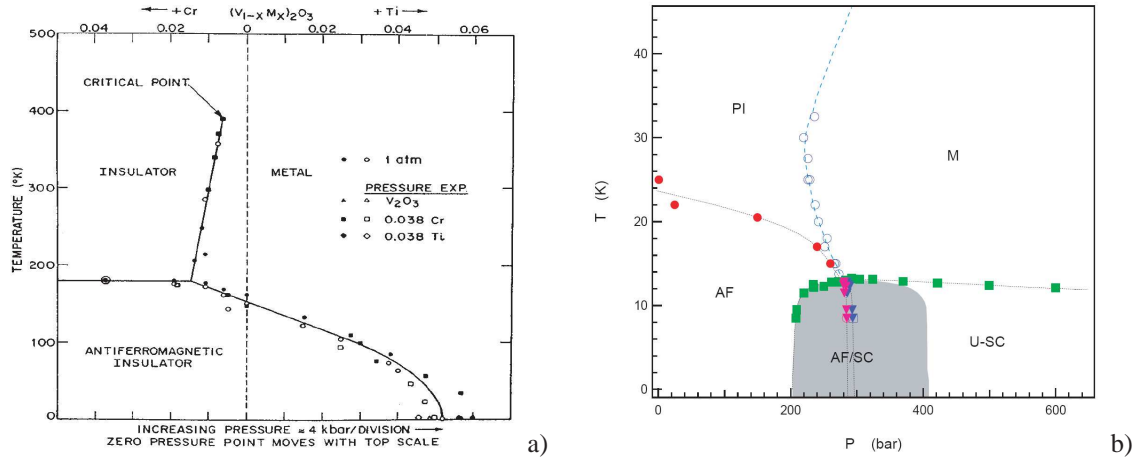 +Cr (V1-X MX)2O3 +Ti
0.04 0.02 0 0.02 0.04 0.06
500
400
300
200
100
0
TEMPERATURE (°K)
CRITICAL POINT
INSULATOR
METAL
1 atm
PRESSURE EXP.
V2O3
0.038 Cr
0.038 Ti
ANTIFERROMAGNETIC
INSULATOR
INCREASING PRESSURE ≃ 4 kbar/DIVISION
ZERO PRESSURE POINT MOVES WITH TOP SCALE
a)
40
30
20
10
0
T (K)
PI
M
AF
AF/SC
U-SC
0 200 400 600
P (bar)
b)